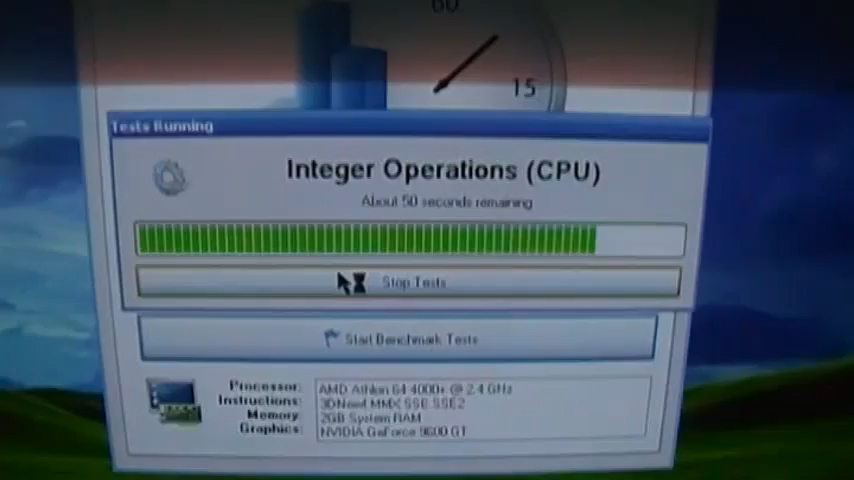 60
15
Tests Running
Integer Operations (CPU)
About 50 seconds remaining
Stop Tests
Start Benchmark Tests
Processor: AMD Athlon 64 4000+ @ 2.4 GHz
Instructions: 3DNow! MMX SSE SSE2
Memory: 2GB System RAM
Graphics: NVIDIA GeForce 9600 GT